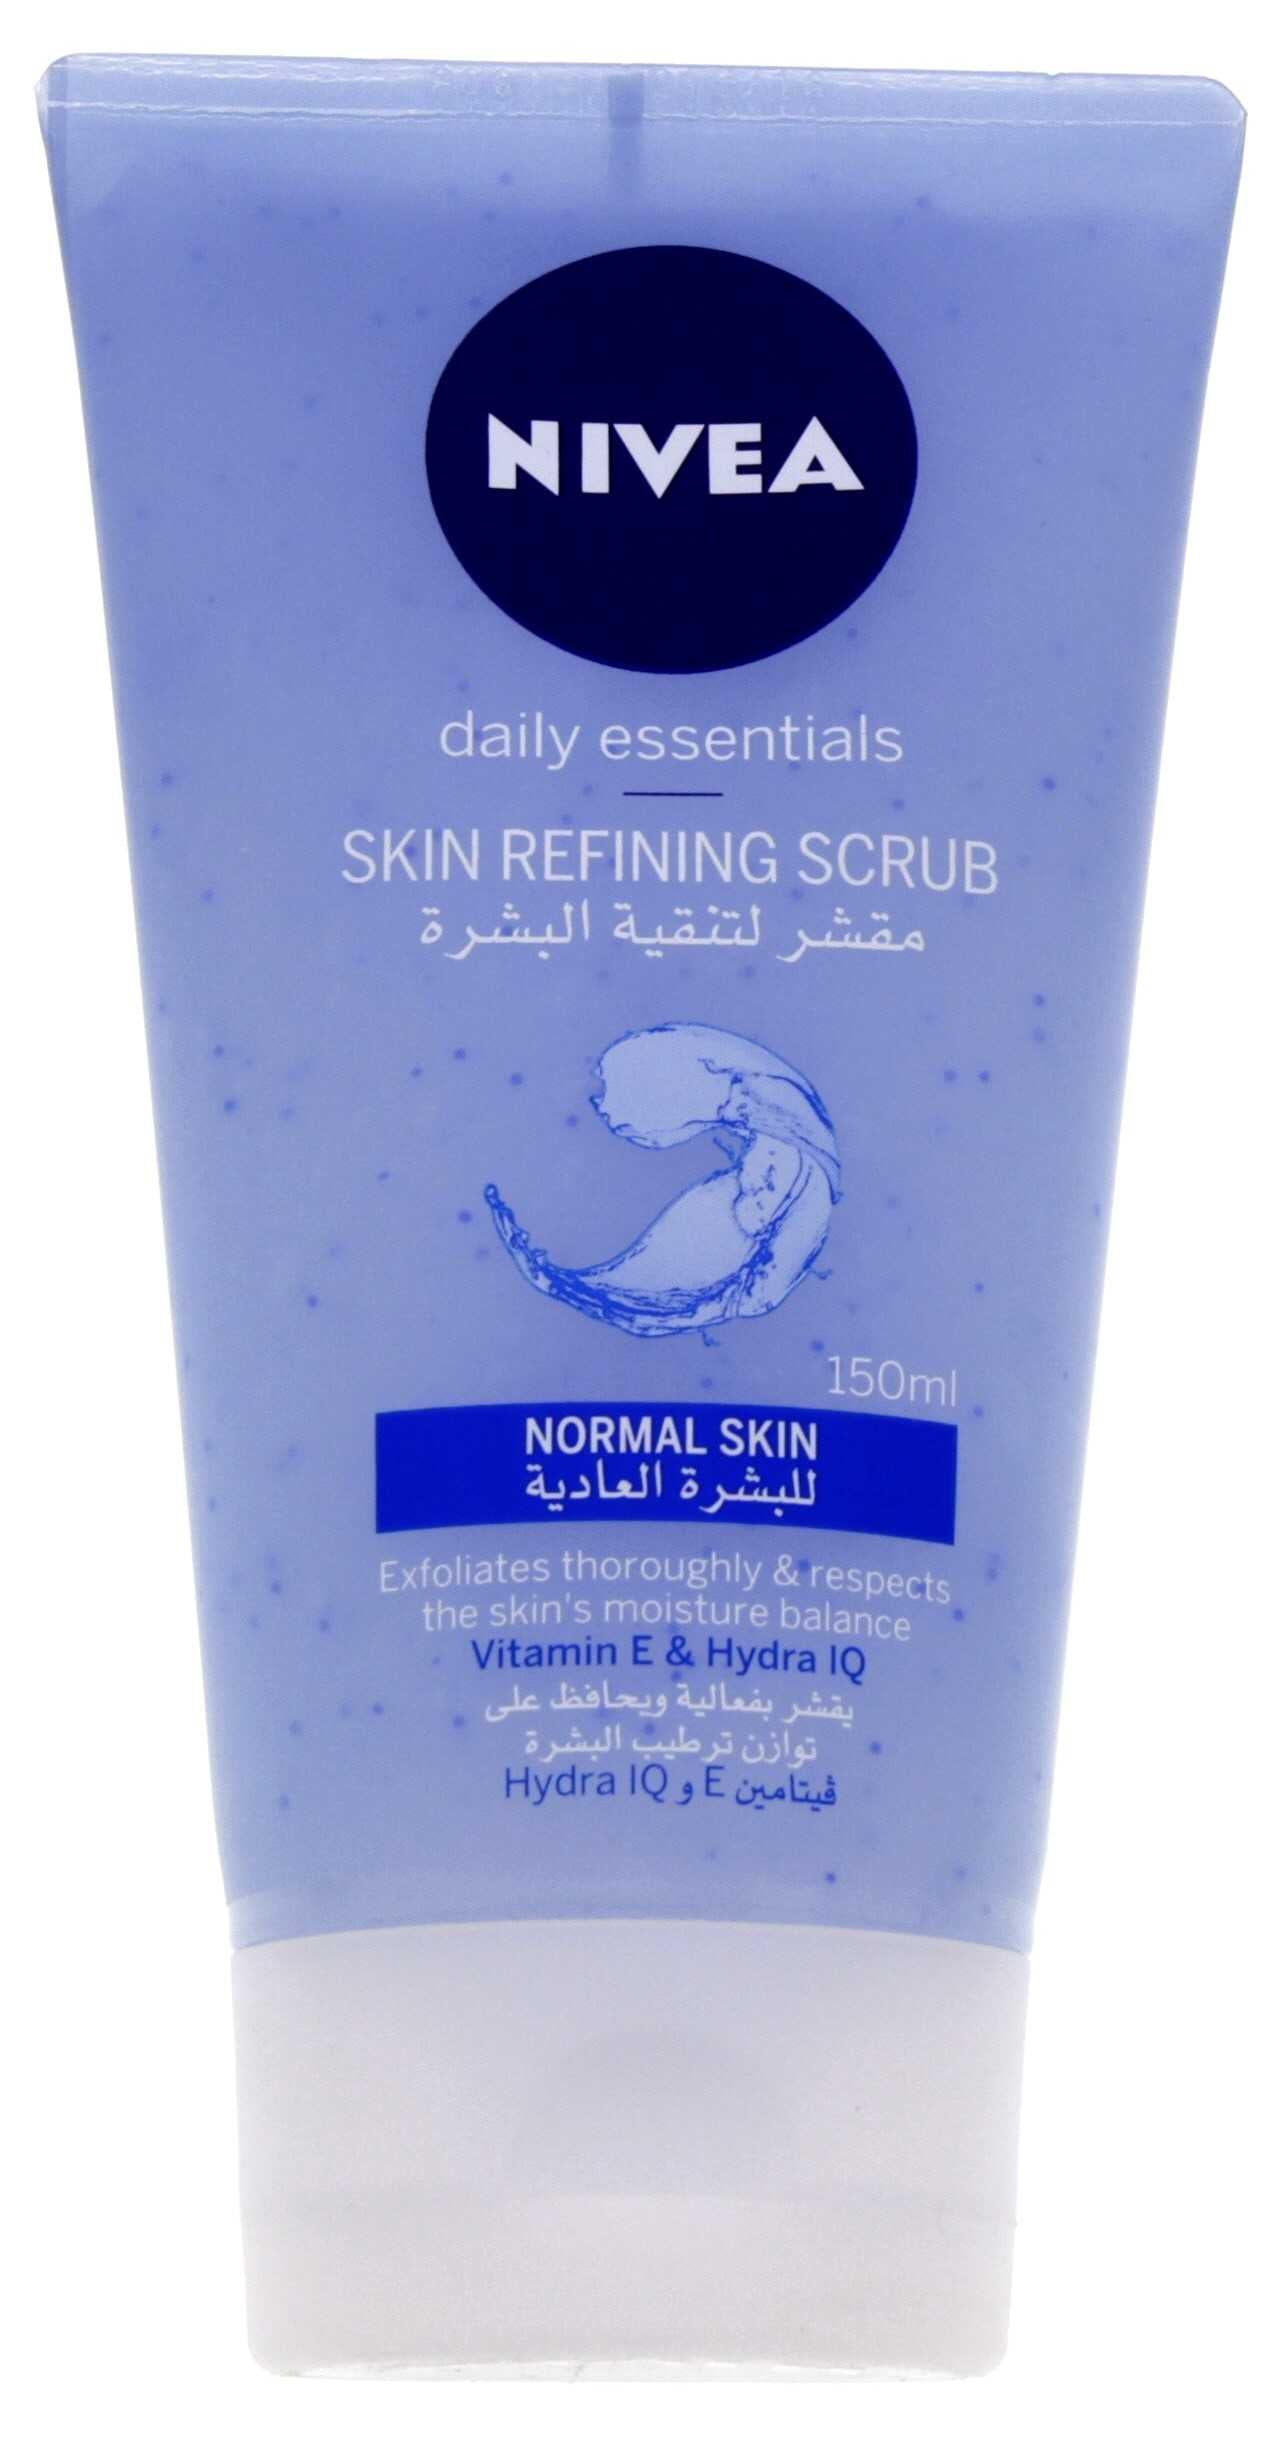 NIVEA
daily essentials
SKIN REFINING SCRUB
مقشر لتنقية البشرة
150ml
NORMAL SKIN
للبشرة العادية
Exfoliates thoroughly & respects
the skin's moisture balance
Vitamin E & Hydra IQ
يقشر بفعالية ويحافظ على
توازن ترطيب البشرة
ڤيتامين E و Hydra IQ